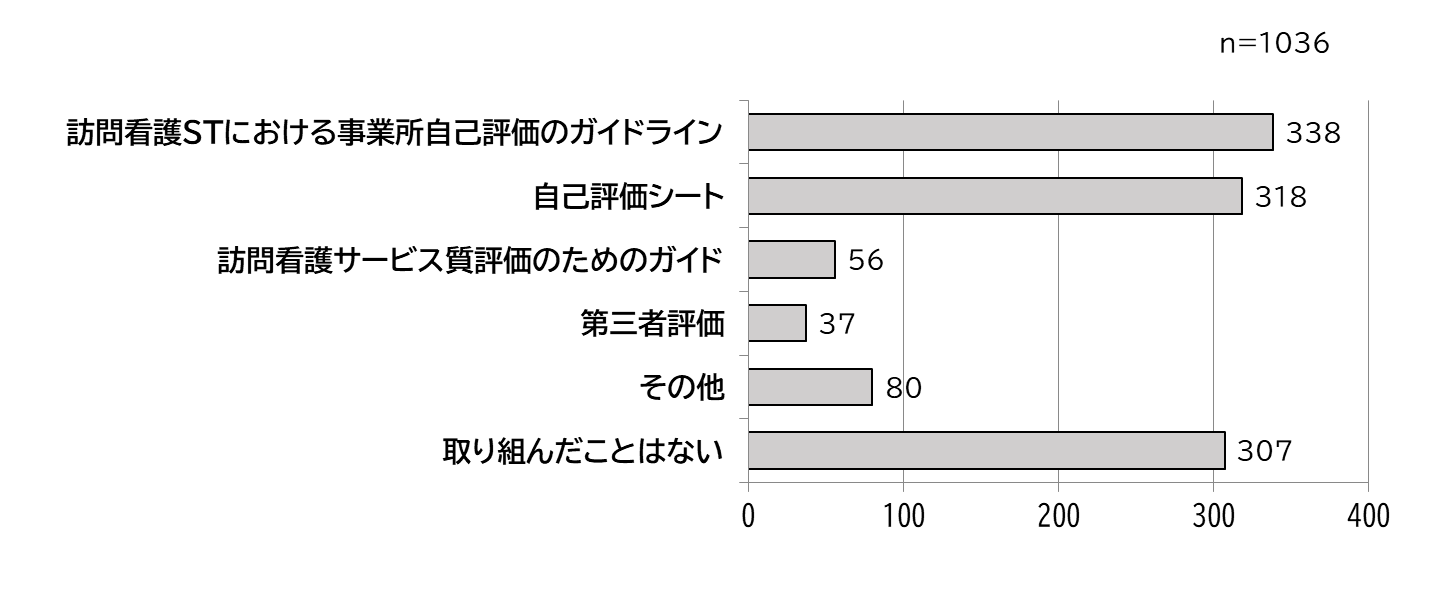 n=1036
訪問看護STにおける事業所自己評価のガイドライン 338
自己評価シート 318
訪問看護サービス質評価のためのガイド 56
第三者評価 37
その他 80
取り組んだことはない 307
0 100 200 300 400